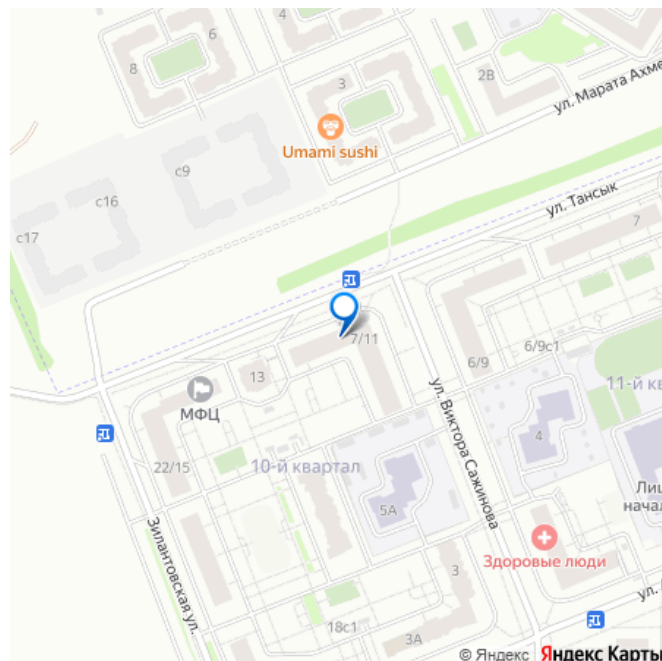 6
8
3
2В
ул. Марата Ахме
Umami sushi
с9
с16
с17
ул. Тансык
7
7/11
6/9
6/9с1
13
МФЦ
11-й кв
22/15
10-й квартал
ул. Виктора Сажинова
4
5А
Лиц
начал
Здоровые люди
Зилантовская ул.
3
18с1
3А
ул.
© Яндекс Яндекс Карты